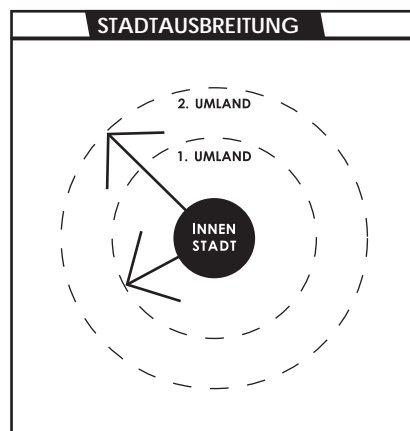 STADTAUSBREITUNG
2. UMLAND
1. UMLAND
INNEN
STADT